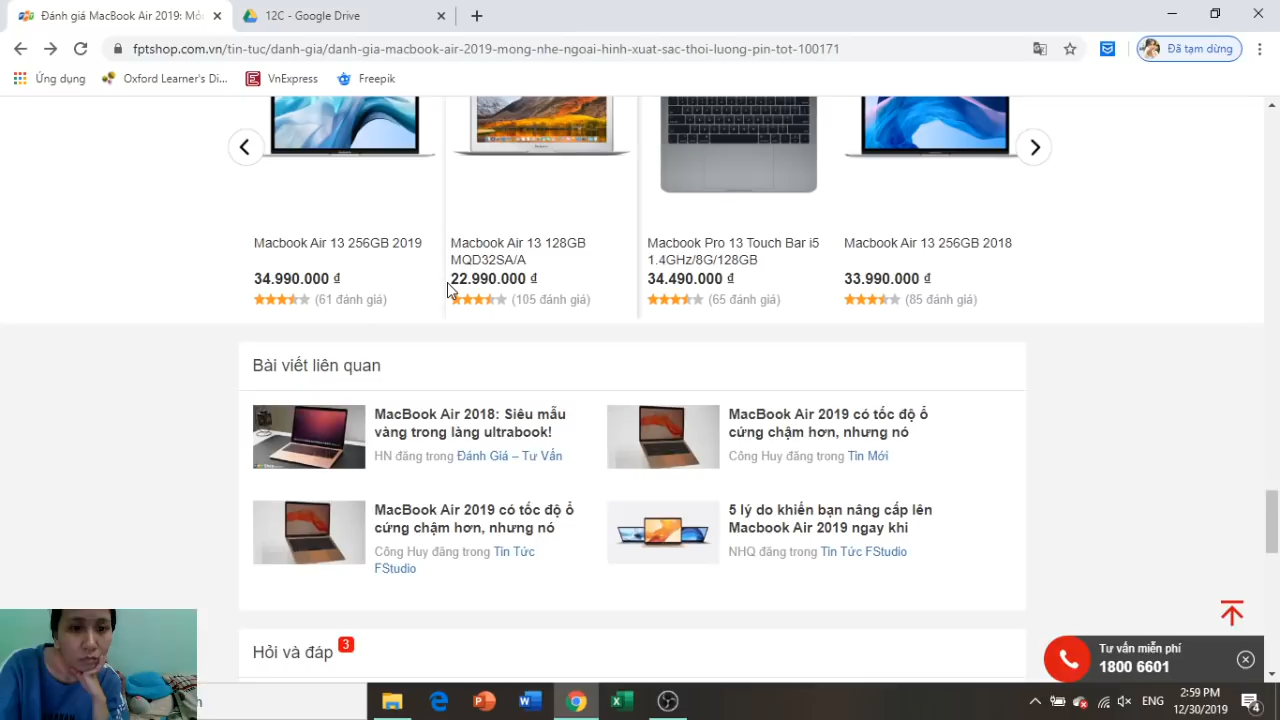 Đánh giá MacBook Air 2019: Mỏ
12C - Google Drive
fptshop.com.vn/tin-tuc/danh-gia/danh-gia-macbook-air-2019-mong-nhe-ngoai-hinh-xuat-sac-thoi-luong-pin-tot-100171
Đã tạm dừng
Ứng dụng
Oxford Learner's Di...
VnExpress
Freepik
Macbook Air 13 256GB 2019
34.990.000 ₫
(61 đánh giá)
Macbook Air 13 128GB
MQD32SA/A
22.990.000 ₫
(105 đánh giá)
Macbook Pro 13 Touch Bar i5
1.4GHz/8G/128GB
34.490.000 ₫
(65 đánh giá)
Macbook Air 13 256GB 2018
33.990.000 ₫
(85 đánh giá)
Bài viết liên quan
MacBook Air 2018: Siêu mẫu
vàng trong làng ultrabook!
HN đăng trong Đánh Giá – Tư Vấn
MacBook Air 2019 có tốc độ ổ
cứng chậm hơn, nhưng nó
Công Huy đăng trong Tin Mới
MacBook Air 2019 có tốc độ ổ
cứng chậm hơn, nhưng nó
Công Huy đăng trong Tin Tức
FStudio
5 lý do khiến bạn nâng cấp lên
Macbook Air 2019 ngay khi
NHQ đăng trong Tin Tức FStudio
Hỏi và đáp 3
Tư vấn miễn phí
1800 6601
ENG
2:59 PM
12/30/2019
4